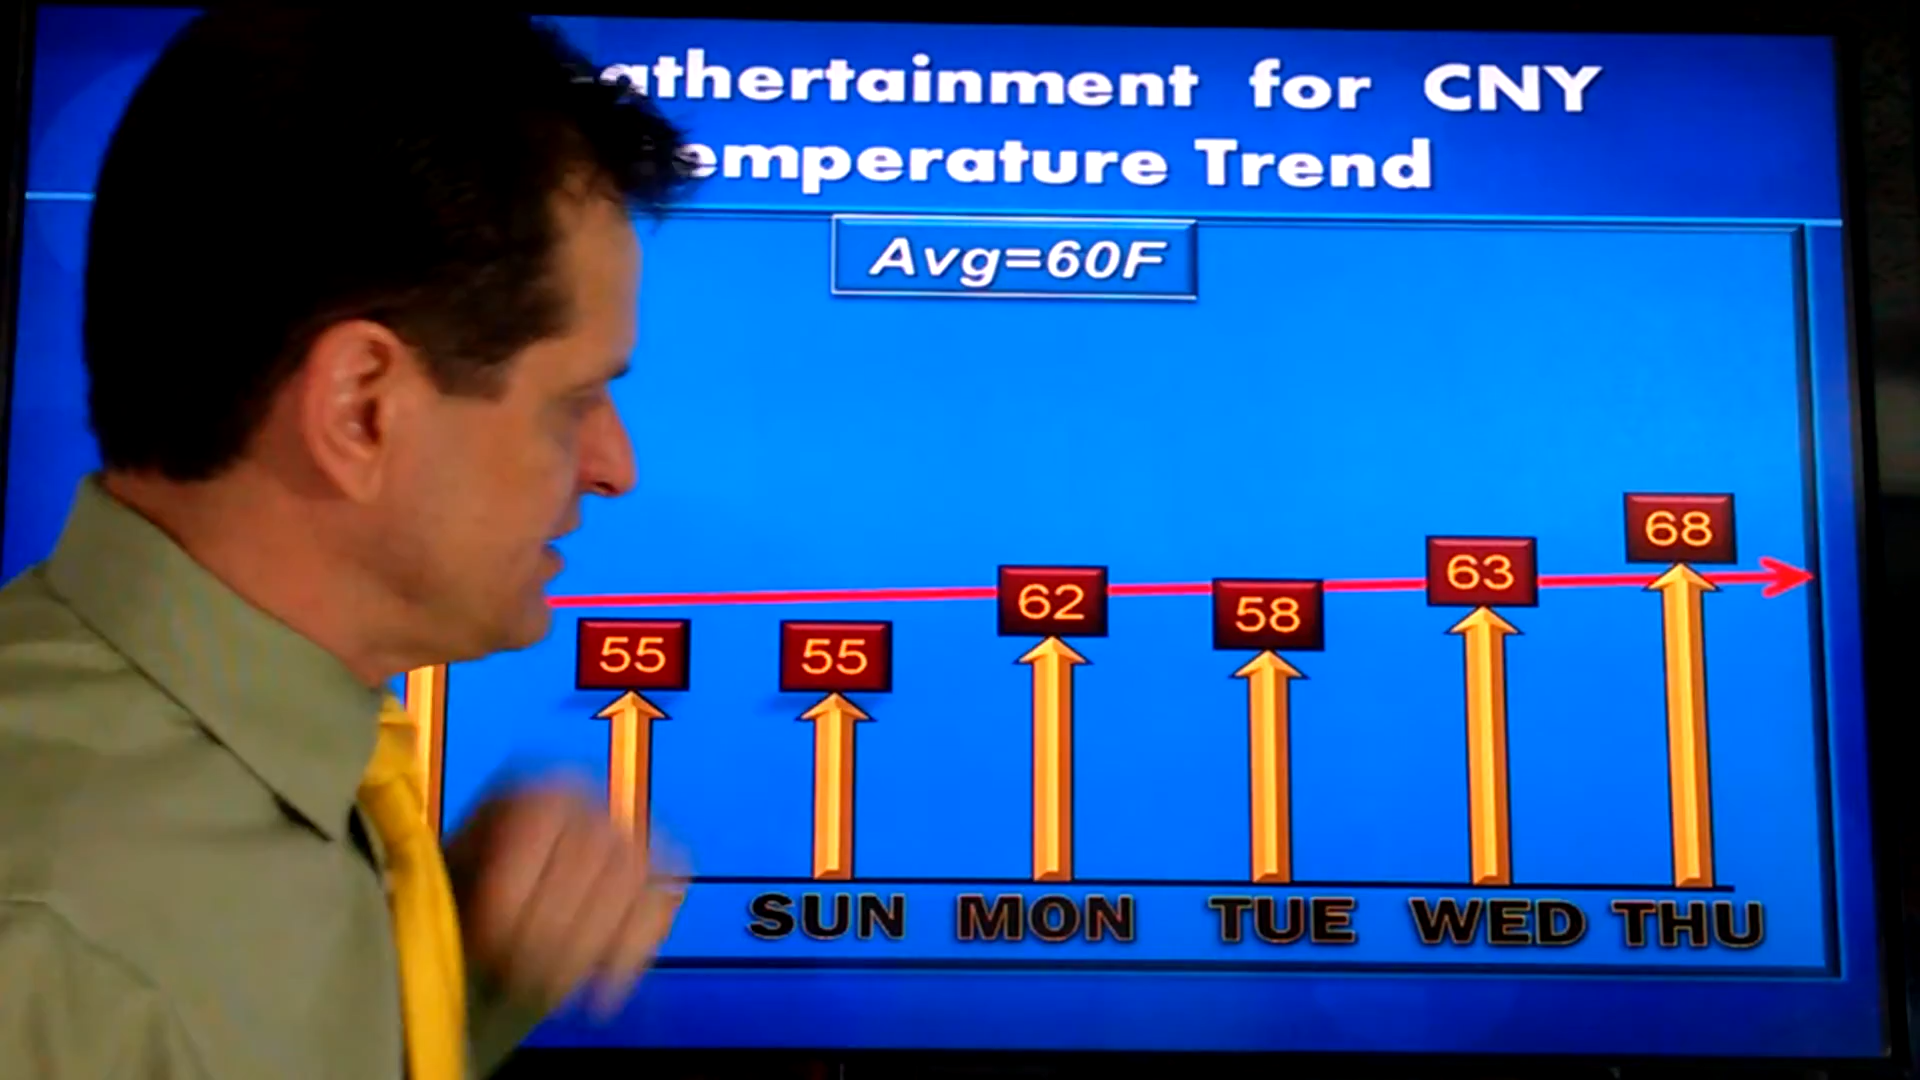 athertainment for CNY
emperature Trend
Avg=60F
55 55 62 58 63 68
SUN MON TUE WED THU